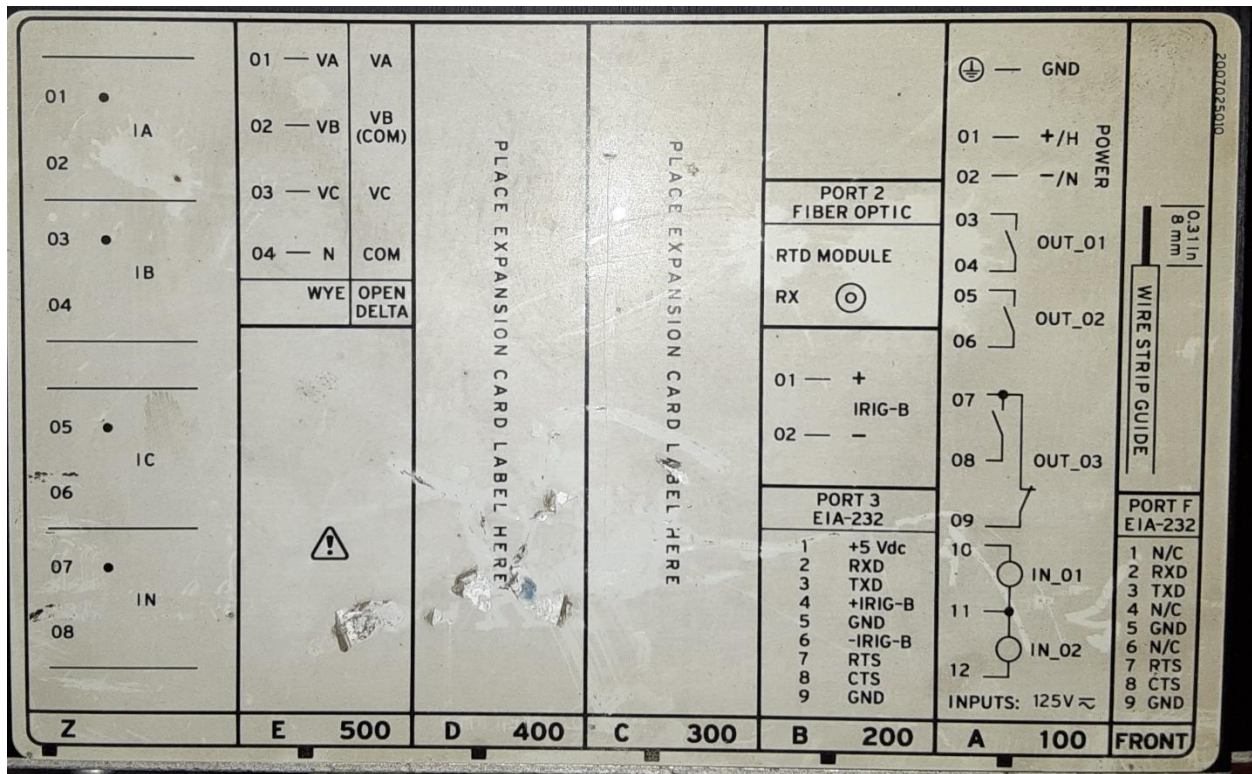 01
IA
02
03
IB
04
05
IC
06
07
IN
08
Z
01 — VA VA
02 — VB VB (COM)
03 — VC VC
04 — N COM
WYE OPEN DELTA
E 500
PLACE EXPANSION CARD LABEL HERE
D 400
PLACE EXPANSION CARD LABEL HERE
C 300
PORT 2
FIBER OPTIC
RTD MODULE
RX
01 — +
IRIG-B
02 — −
PORT 3
EIA-232
1 +5 Vdc
2 RXD
3 TXD
4 +IRIG-B
5 GND
6 -IRIG-B
7 RTS
8 CTS
9 GND
B 200
— GND
01 — +/H
02 — −/N
POWER
03
OUT_01
04
05
OUT_02
06
07
08 OUT_03
09
10
IN_01
11
IN_02
12
INPUTS: 125V ⎓
A 100
2007025010
0.31 in
8 mm
WIRE STRIP GUIDE
PORT F
EIA-232
1 N/C
2 RXD
3 TXD
4 N/C
5 GND
6 N/C
7 RTS
8 CTS
9 GND
FRONT